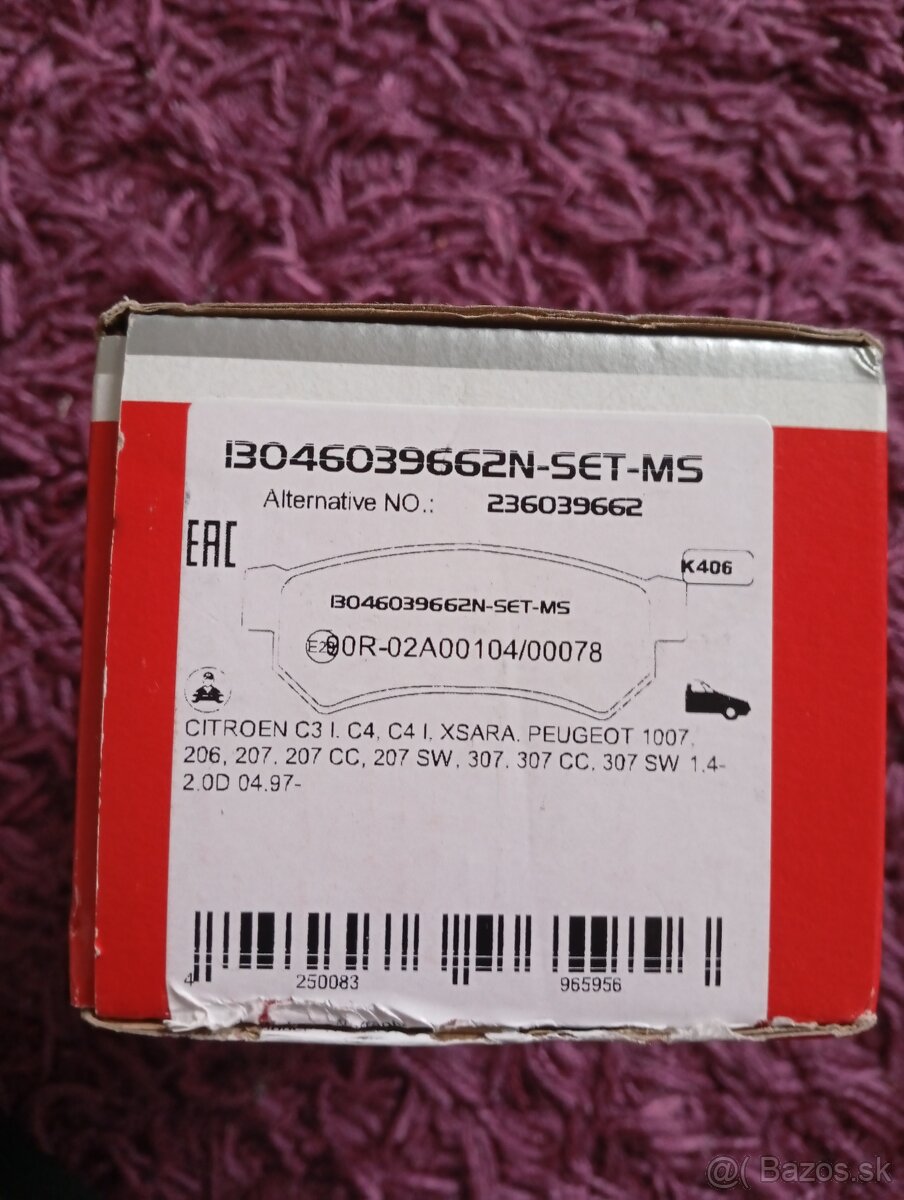 13046039662N-SET-MS
Alternative NO.: 236039662
EAC
K406
13046039662N-SET-MS
90R-02A00104/00078
CITROEN C3 I. C4, C4 I. XSARA. PEUGEOT 1007,
206, 207. 207 CC, 207 SW, 307. 307 CC. 307 SW 1.4-
2.0D 04.97-
4 250083 965956
@( Bazos.sk